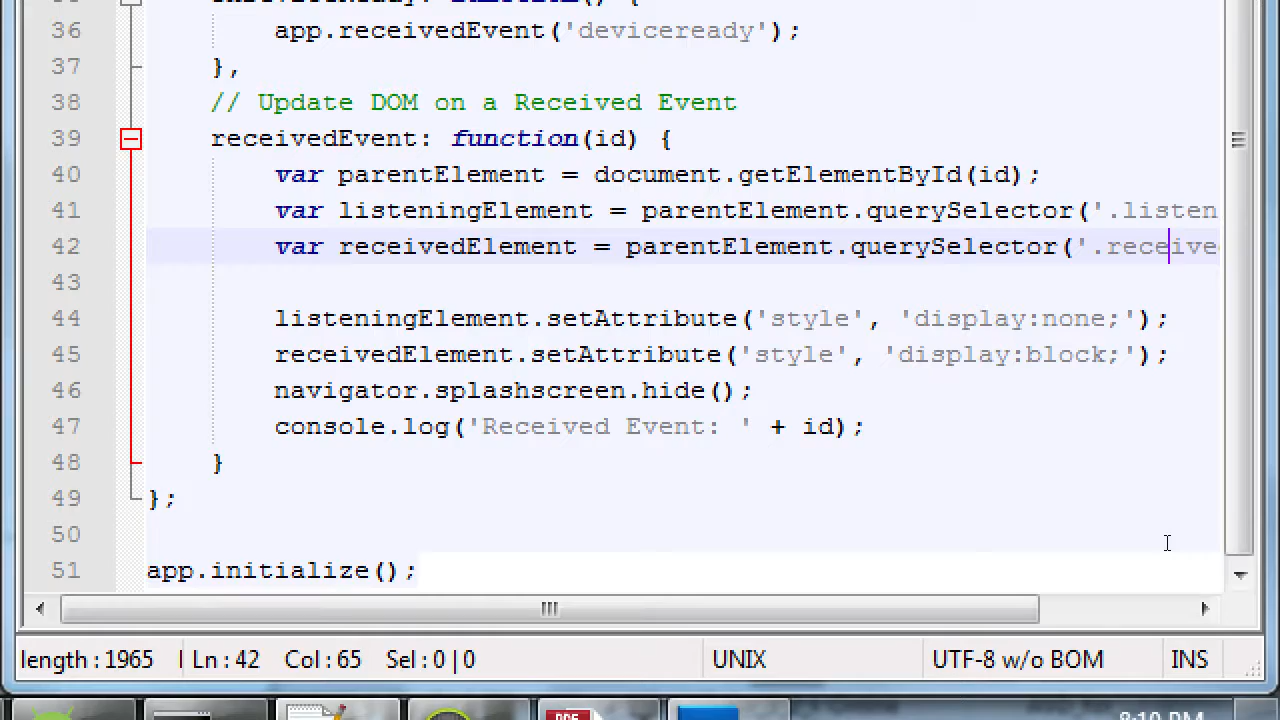 36 app.receivedEvent('deviceready');
37 },
38 // Update DOM on a Received Event
39 receivedEvent: function(id) {
40 var parentElement = document.getElementById(id);
41 var listeningElement = parentElement.querySelector('.listen
42 var receivedElement = parentElement.querySelector('.receive
43
44 listeningElement.setAttribute('style', 'display:none;');
45 receivedElement.setAttribute('style', 'display:block;');
46 navigator.splashscreen.hide();
47 console.log('Received Event: ' + id);
48 }
49 };
50
51 app.initialize();
length : 1965 l Ln : 42 Col : 65 Sel : 0 | 0 UNIX UTF-8 w/o BOM INS
PDF 8:10 PM